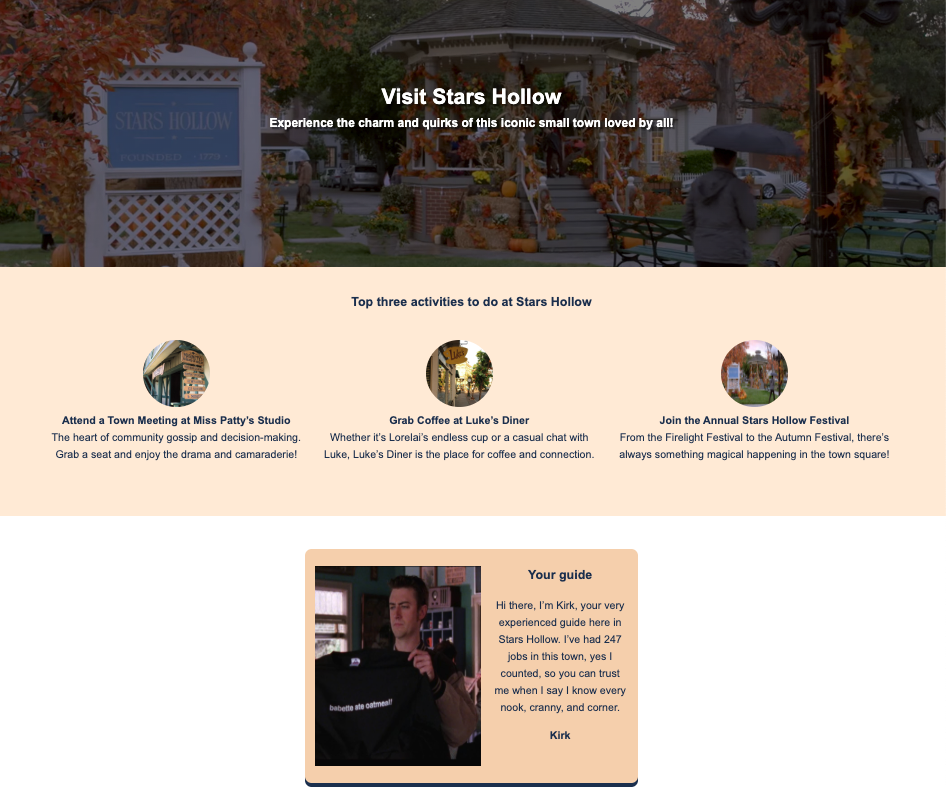 Visit Stars Hollow
Experience the charm and quirks of this iconic small town loved by all!
STARS HOLLOW
FOUNDED 1779
Top three activities to do at Stars Hollow
Luke's
Attend a Town Meeting at Miss Patty's Studio
The heart of community gossip and decision-making.
Grab a seat and enjoy the drama and camaraderie!
Grab Coffee at Luke's Diner
Whether it's Lorelai's endless cup or a casual chat with
Luke, Luke's Diner is the place for coffee and connection.
Join the Annual Stars Hollow Festival
From the Firelight Festival to the Autumn Festival, there's
always something magical happening in the town square!
babette ate oatmeal!
Your guide
Hi there, I'm Kirk, your very
experienced guide here in
Stars Hollow. I've had 247
jobs in this town, yes I
counted, so you can trust
me when I say I know every
nook, cranny, and corner.
Kirk